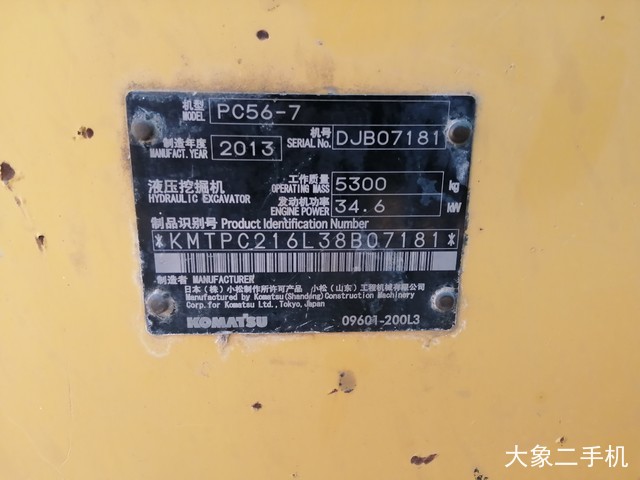 机型 MODEL PC56-7
制造年度 MANUFACT. YEAR 2013 机号 SERIAL No. DJB07181
液压挖掘机 HYDRAULIC EXCAVATOR
工作质量 OPERATING MASS 5300 kg
发动机功率 ENGINE POWER 34.6 kW
制品识别号 Product Identification Number
*KMTPC216L38B07181*
制造者 MANUFACTURER
日本（株）小松制作所许可产品 小松（山东）工程机械有限公司
Manufactured by Komatsu(Shandong)Construction Machinery
Corp.for Komatsu Ltd.,Tokyo,Japan
KOMATSU 09601-200L3
大象二手机